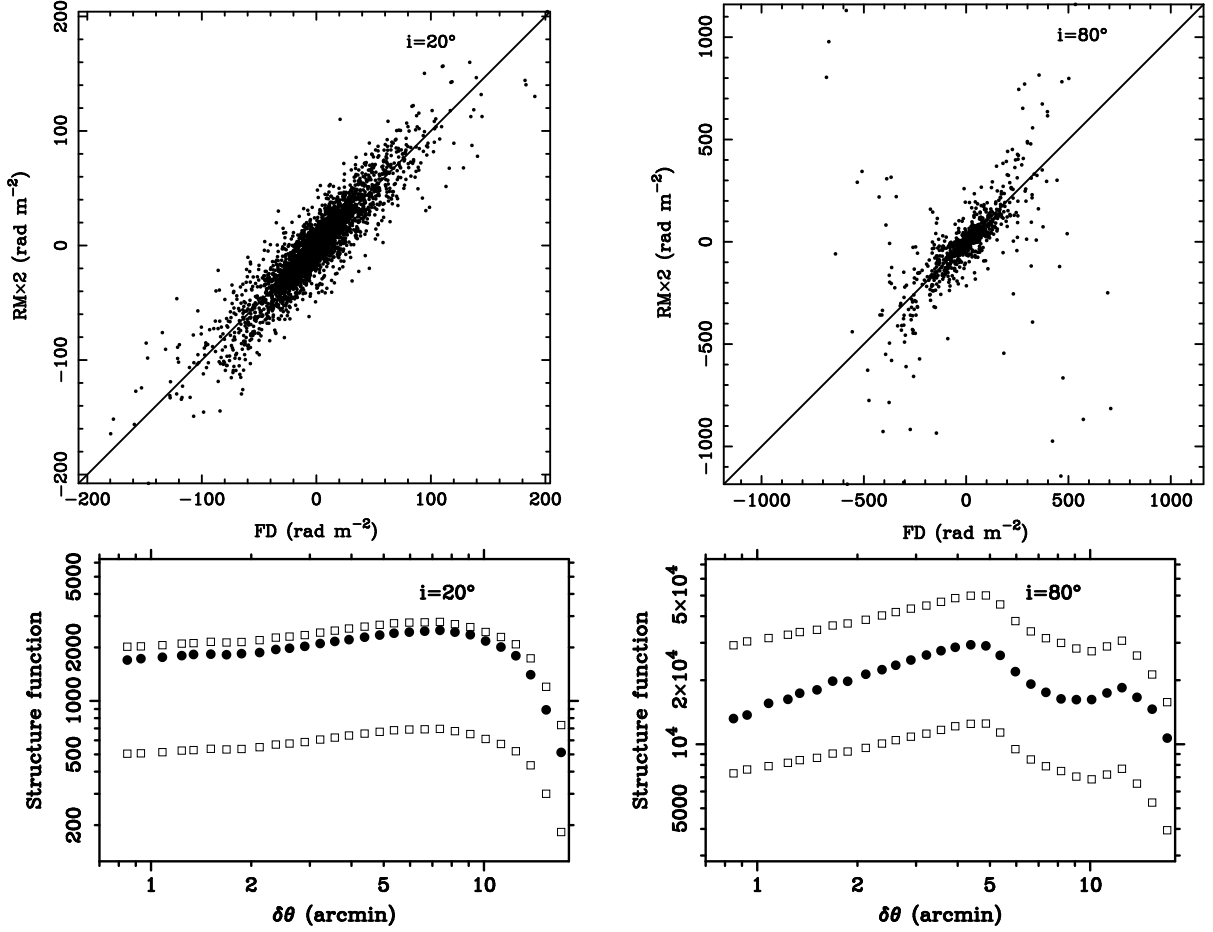 200
100
0
−100
−200
RM×2 (rad m⁻²)
i=20°
−200 −100 0 100 200
FD (rad m⁻²)
1000
500
0
−500
−1000
RM×2 (rad m⁻²)
i=80°
−1000 −500 0 500 1000
FD (rad m⁻²)
5000
2000
1000
500
200
Structure function
i=20°
1 2 5 10
δθ (arcmin)
5×10⁴
2×10⁴
10⁴
5000
Structure function
i=80°
1 2 5 10
δθ (arcmin)